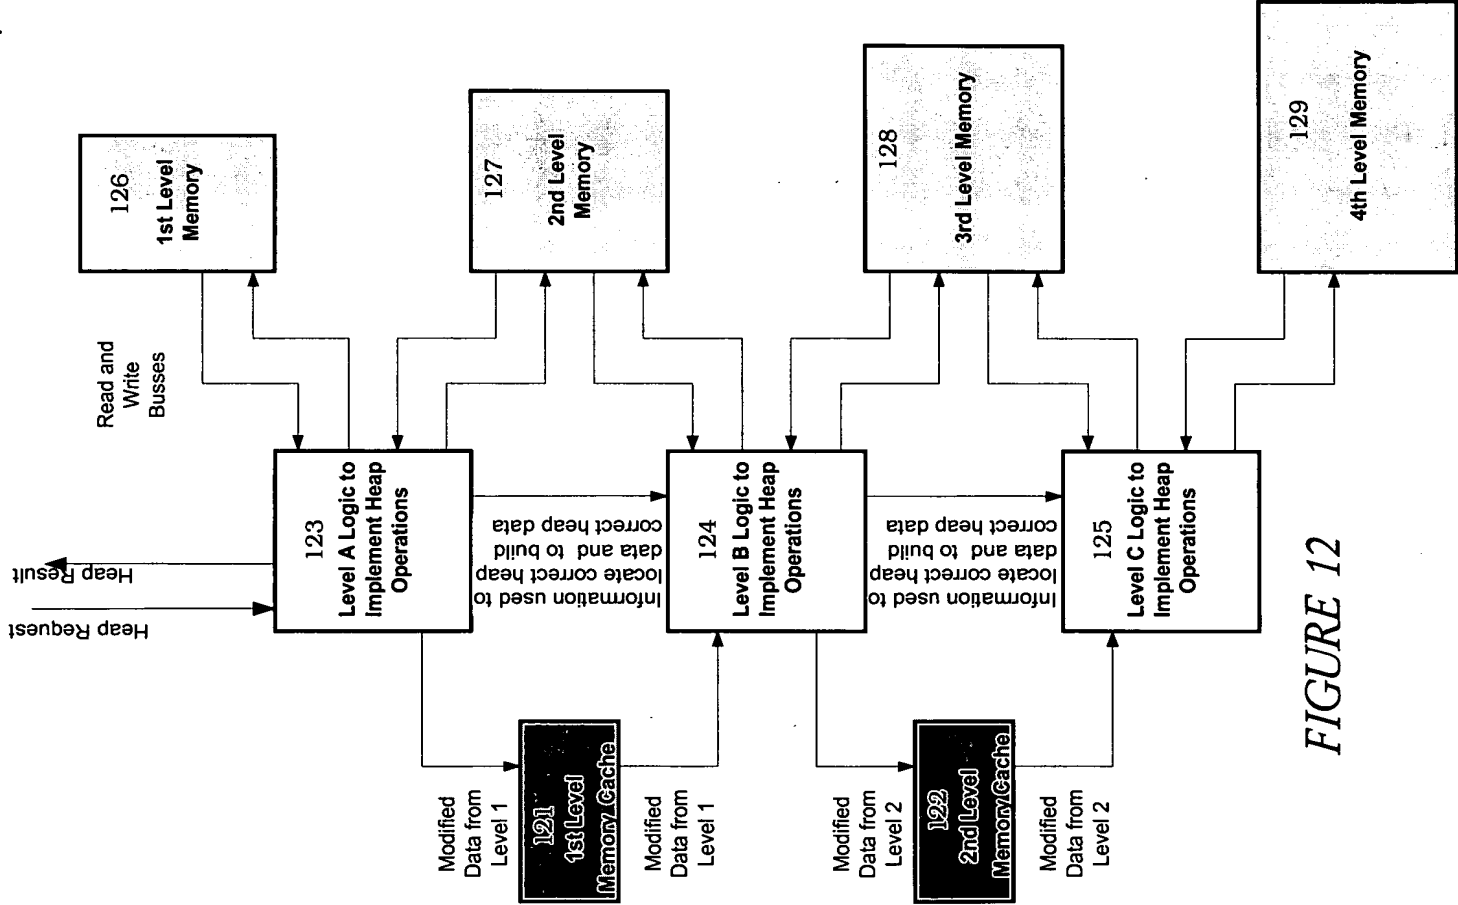 Heap Request
Heap Result
Read and
Write
Busses
126
1st Level
Memory
123
Level A Logic to
Implement Heap
Operations
127
2nd Level
Memory
Information used to
locate correct heap
data and to build
correct heap data
Modified
Data from
Level 1
121
1st Level
Memory Cache
Modified
Data from
Level 1
124
Level B Logic to
Implement Heap
Operations
128
3rd Level Memory
Information used to
locate correct heap
data and to build
correct heap data
Modified
Data from
Level 2
122
2nd Level
Memory Cache
Modified
Data from
Level 2
125
Level C Logic to
Implement Heap
Operations
129
4th Level Memory
FIGURE 12